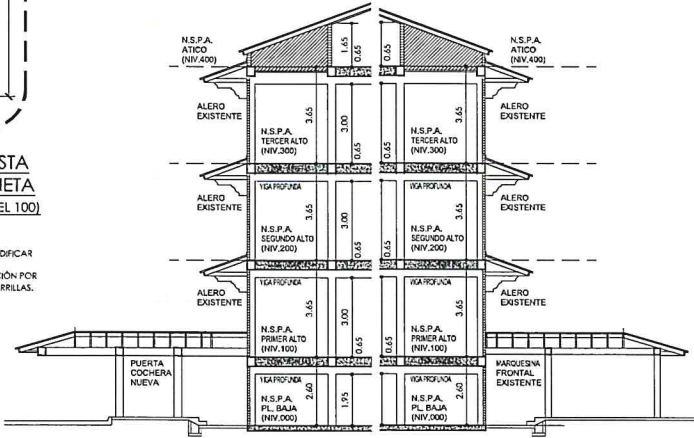 STA
IETA
EL 100)
DIFICAR
CIÓN POR
RRILLAS.
N.S.P.A.
ATICO
(NIV.400)
1.65
0.65
0.65
N.S.P.A.
ATICO
(NIV.400)
ALERO
EXISTENTE
N.S.P.A.
TERCER ALTO
(NIV.300)
3.65
3.00
0.65
0.65
3.65
N.S.P.A.
TERCER ALTO
(NIV.300)
ALERO
EXISTENTE
ALERO
EXISTENTE
VIGA PROFUNDA
N.S.P.A.
SEGUNDO ALTO
(NIV.200)
3.65
3.00
0.65
0.65
VIGA PROFUNDA
3.65
N.S.P.A.
SEGUNDO ALTO
(NIV.200)
ALERO
EXISTENTE
ALERO
EXISTENTE
VIGA PROFUNDA
N.S.P.A.
PRIMER ALTO
(NIV.100)
3.65
3.00
0.65
0.65
VIGA PROFUNDA
3.65
N.S.P.A.
PRIMER ALTO
(NIV.100)
ALERO
EXISTENTE
PUERTA
COCHERA
NUEVA
VIGA PROFUNDA
N.S.P.A.
PL. BAJA
(NIV.000)
2.60
1.95
VIGA PROFUNDA
2.60
N.S.P.A.
PL. BAJA
(NIV.000)
MARQUESINA
FRONTAL
EXISTENTE